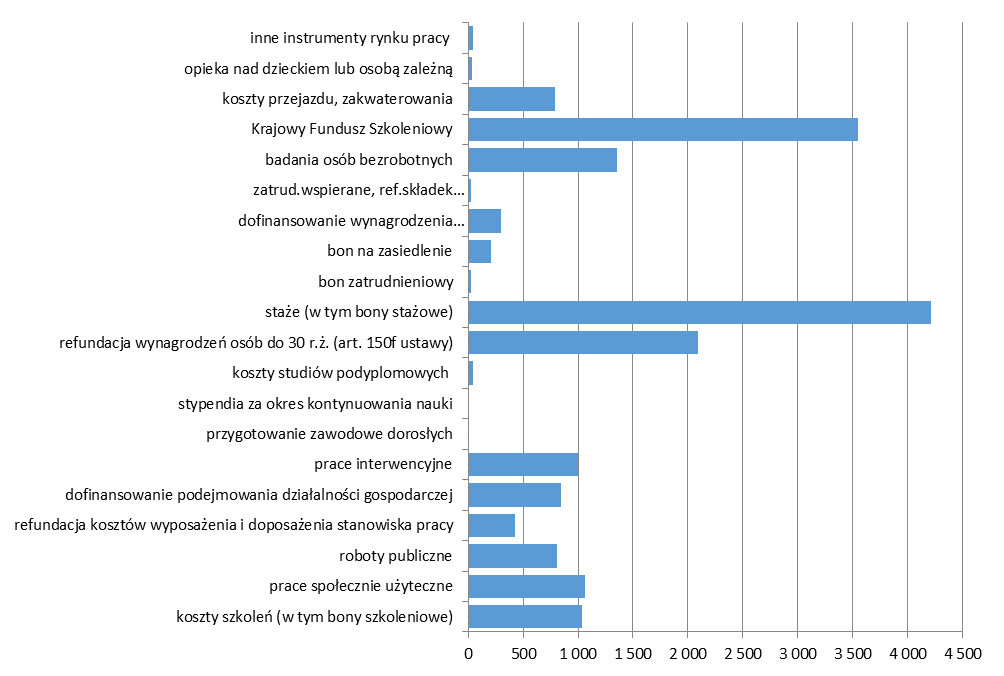 inne instrumenty rynku pracy
opieka nad dzieckiem lub osobą zależną
koszty przejazdu, zakwaterowania
Krajowy Fundusz Szkoleniowy
badania osób bezrobotnych
zatrud.wspierane, ref.składek...
dofinansowanie wynagrodzenia...
bon na zasiedlenie
bon zatrudnieniowy
staże (w tym bony stażowe)
refundacja wynagrodzeń osób do 30 r.ż. (art. 150f ustawy)
koszty studiów podyplomowych
stypendia za okres kontynuowania nauki
przygotowanie zawodowe dorosłych
prace interwencyjne
dofinansowanie podejmowania działalności gospodarczej
refundacja kosztów wyposażenia i doposażenia stanowiska pracy
roboty publiczne
prace społecznie użyteczne
koszty szkoleń (w tym bony szkoleniowe)
0 500 1 000 1 500 2 000 2 500 3 000 3 500 4 000 4 500